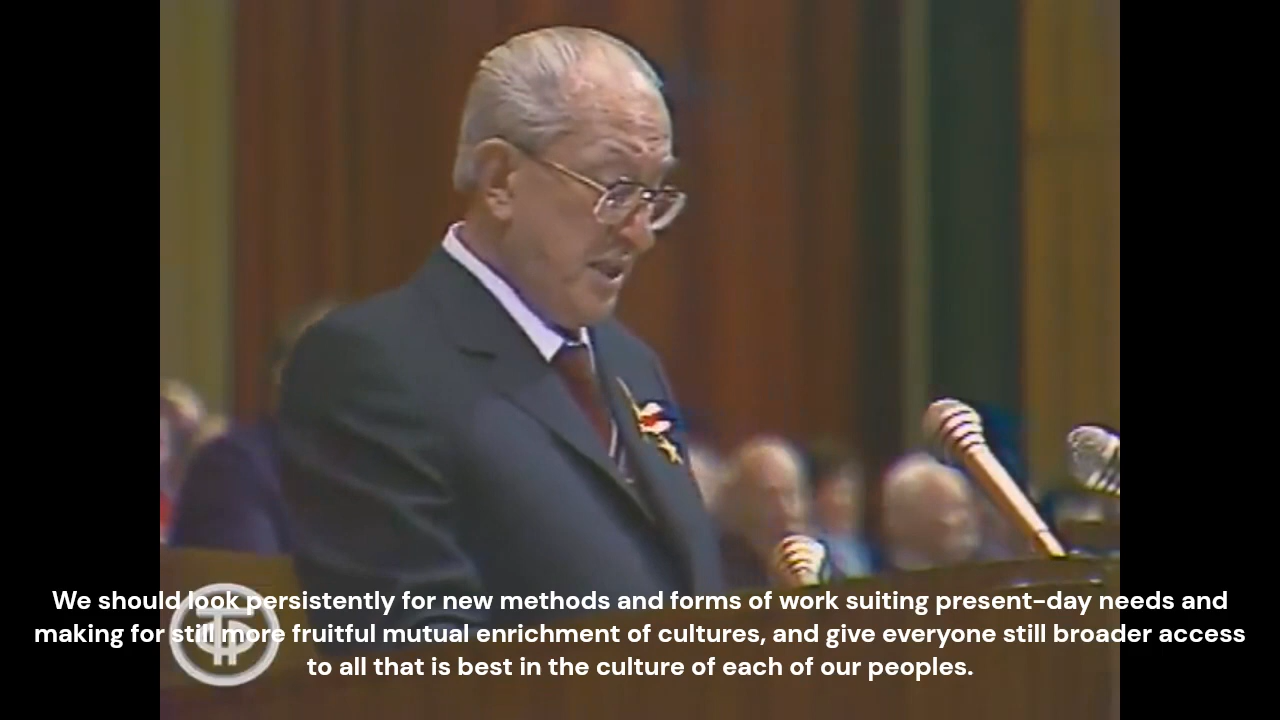 We should look persistently for new methods and forms of work suiting present-day needs and
making for still more fruitful mutual enrichment of cultures, and give everyone still broader access
to all that is best in the culture of each of our peoples.